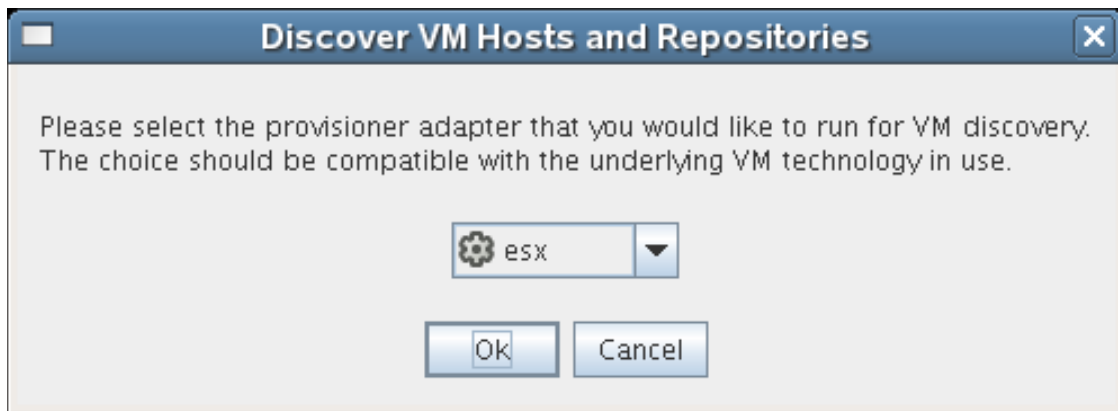 Discover VM Hosts and Repositories
Please select the provisioner adapter that you would like to run for VM discovery.
The choice should be compatible with the underlying VM technology in use.
esx
Ok
Cancel